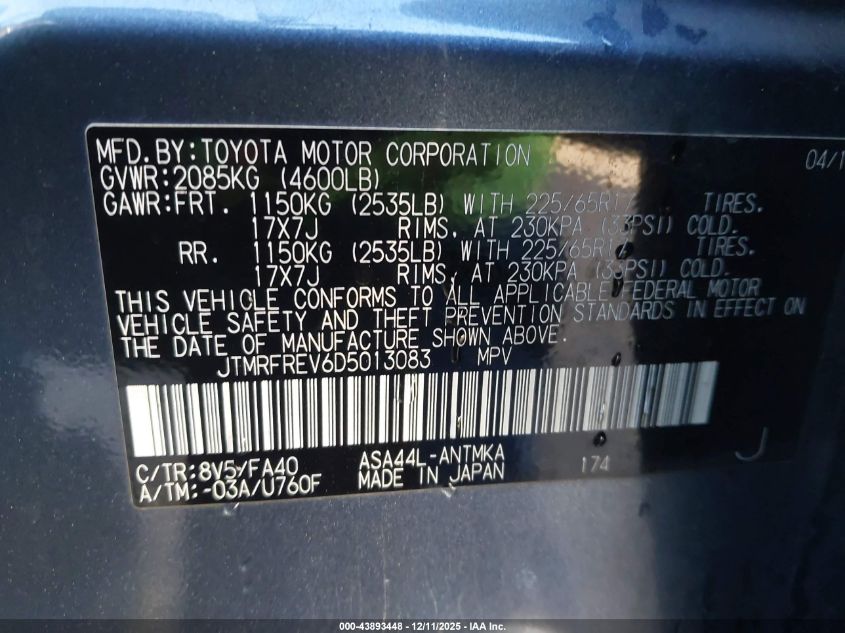 MFD.BY:TOYOTA MOTOR CORPORATION 04/1
GVWR:2085KG (4600LB)
GAWR:FRT. 1150KG (2535LB) WITH 225/65R17 TIRES.
17X7J RIMS, AT 230KPA (33PSI) COLD.
RR. 1150KG (2535LB) WITH 225/65R17 TIRES.
17X7J RIMS, AT 230KPA (33PSI) COLD.
THIS VEHICLE CONFORMS TO ALL APPLICABLE FEDERAL MOTOR
VEHICLE SAFETY AND THEFT PREVENTION STANDARDS IN EFFECT ON
THE DATE OF MANUFACTURE SHOWN ABOVE.
JTMRFREV6D5013083 MPV
C/TR:8V5/FA40 ASA44L-ANTMKA 174 J
A/TM:-03A/U760F MADE IN JAPAN
000-43893448 - 12/11/2025 - IAA Inc.